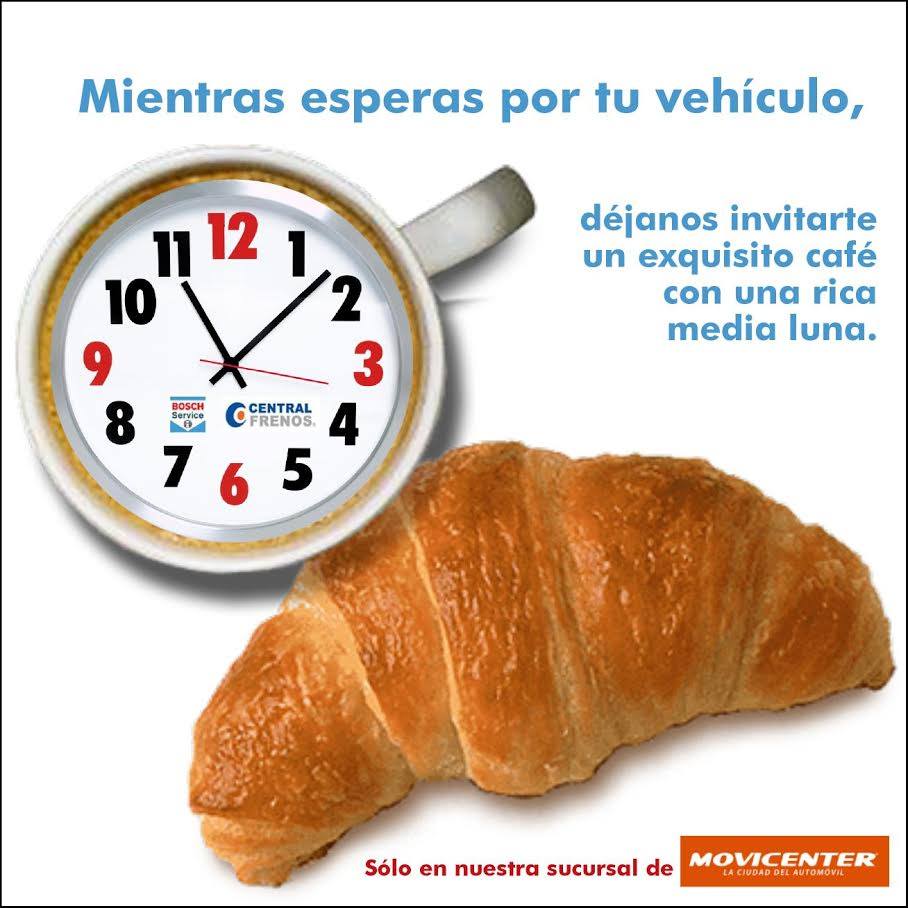 Mientras esperas por tu vehículo,
déjanos invitarte
un exquisito café
con una rica
media luna.
12
11
1
10
2
9
3
8
4
7
5
6
BOSCH
Service
CENTRAL
FRENOS
Sólo en nuestra sucursal de
MOVICENTER
LA CIUDAD DEL AUTOMÓVIL